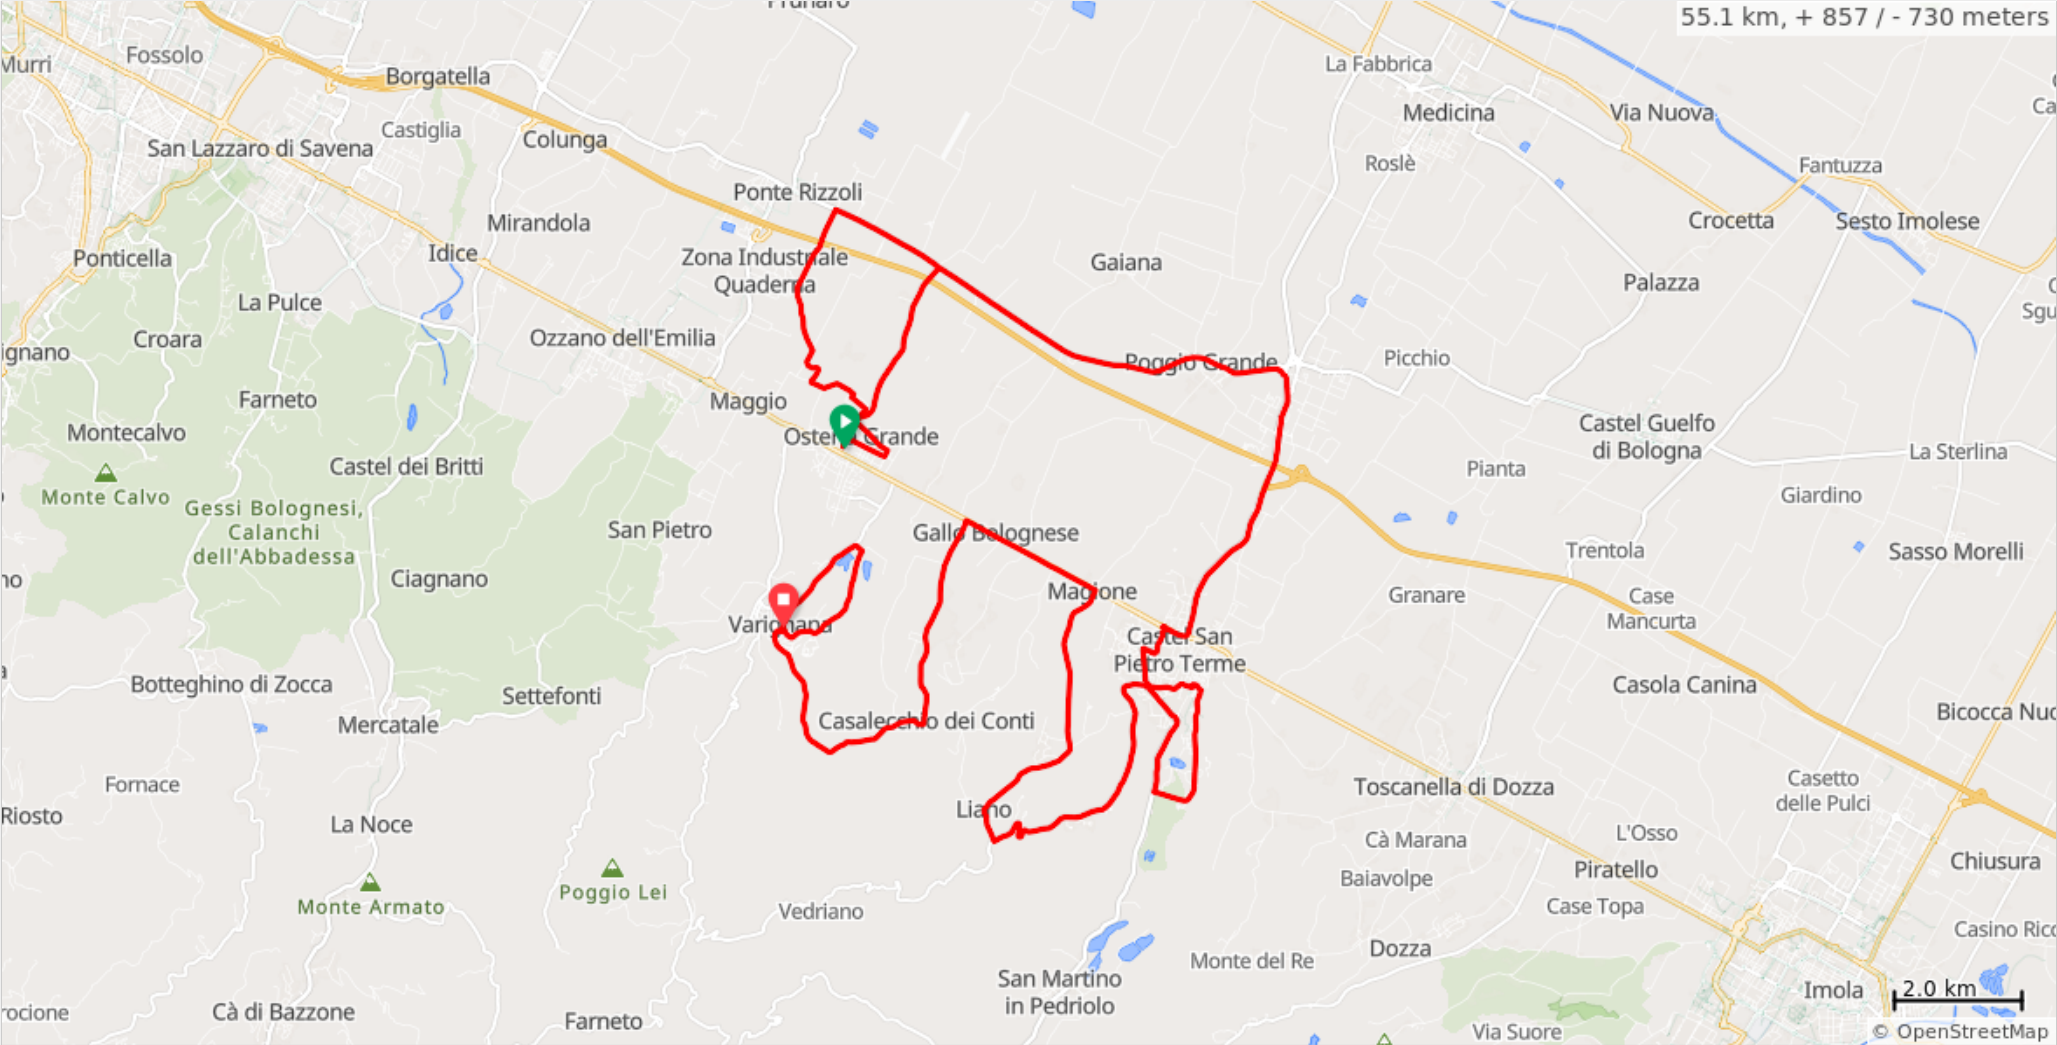 55.1 km, + 857 / - 730 meters
Fossolo
Murri
Borgatella
La Fabbrica
Medicina
Via Nuova
Castiglia
Colunga
San Lazzaro di Savena
Roslè
Fantuzza
Ponte Rizzoli
Mirandola
Crocetta
Sesto Imolese
Idice
Ponticella
Zona Industriale
Quaderna
Gaiana
Palazza
La Pulce
Croara
Ozzano dell'Emilia
Poggio Grande
Picchio
Farneto
Maggio
Montecalvo
Osteria Grande
Castel Guelfo
di Bologna
La Sterlina
Castel dei Britti
Pianta
Monte Calvo
Giardino
Gessi Bolognesi,
Calanchi
dell'Abbadessa
San Pietro
Gallo Bolognese
Trentola
Sasso Morelli
Ciagnano
Magione
Granare
Case
Mancurta
Varignana
Castel San
Pietro Terme
Botteghino di Zocca
Settefonti
Casola Canina
Mercatale
Casalecchio dei Conti
Bicocca Nuo
Fornace
Toscanella di Dozza
Casetto
delle Pulci
Riosto
La Noce
Liano
L'Osso
Cà Marana
Chiusura
Piratello
Poggio Lei
Baiavolpe
Monte Armato
Vedriano
Case Topa
Casino Ricc
Dozza
Monte del Re
San Martino
in Pedriolo
Imola
2.0 km
Cà di Bazzone
Farneto
Via Suore
© OpenStreetMap